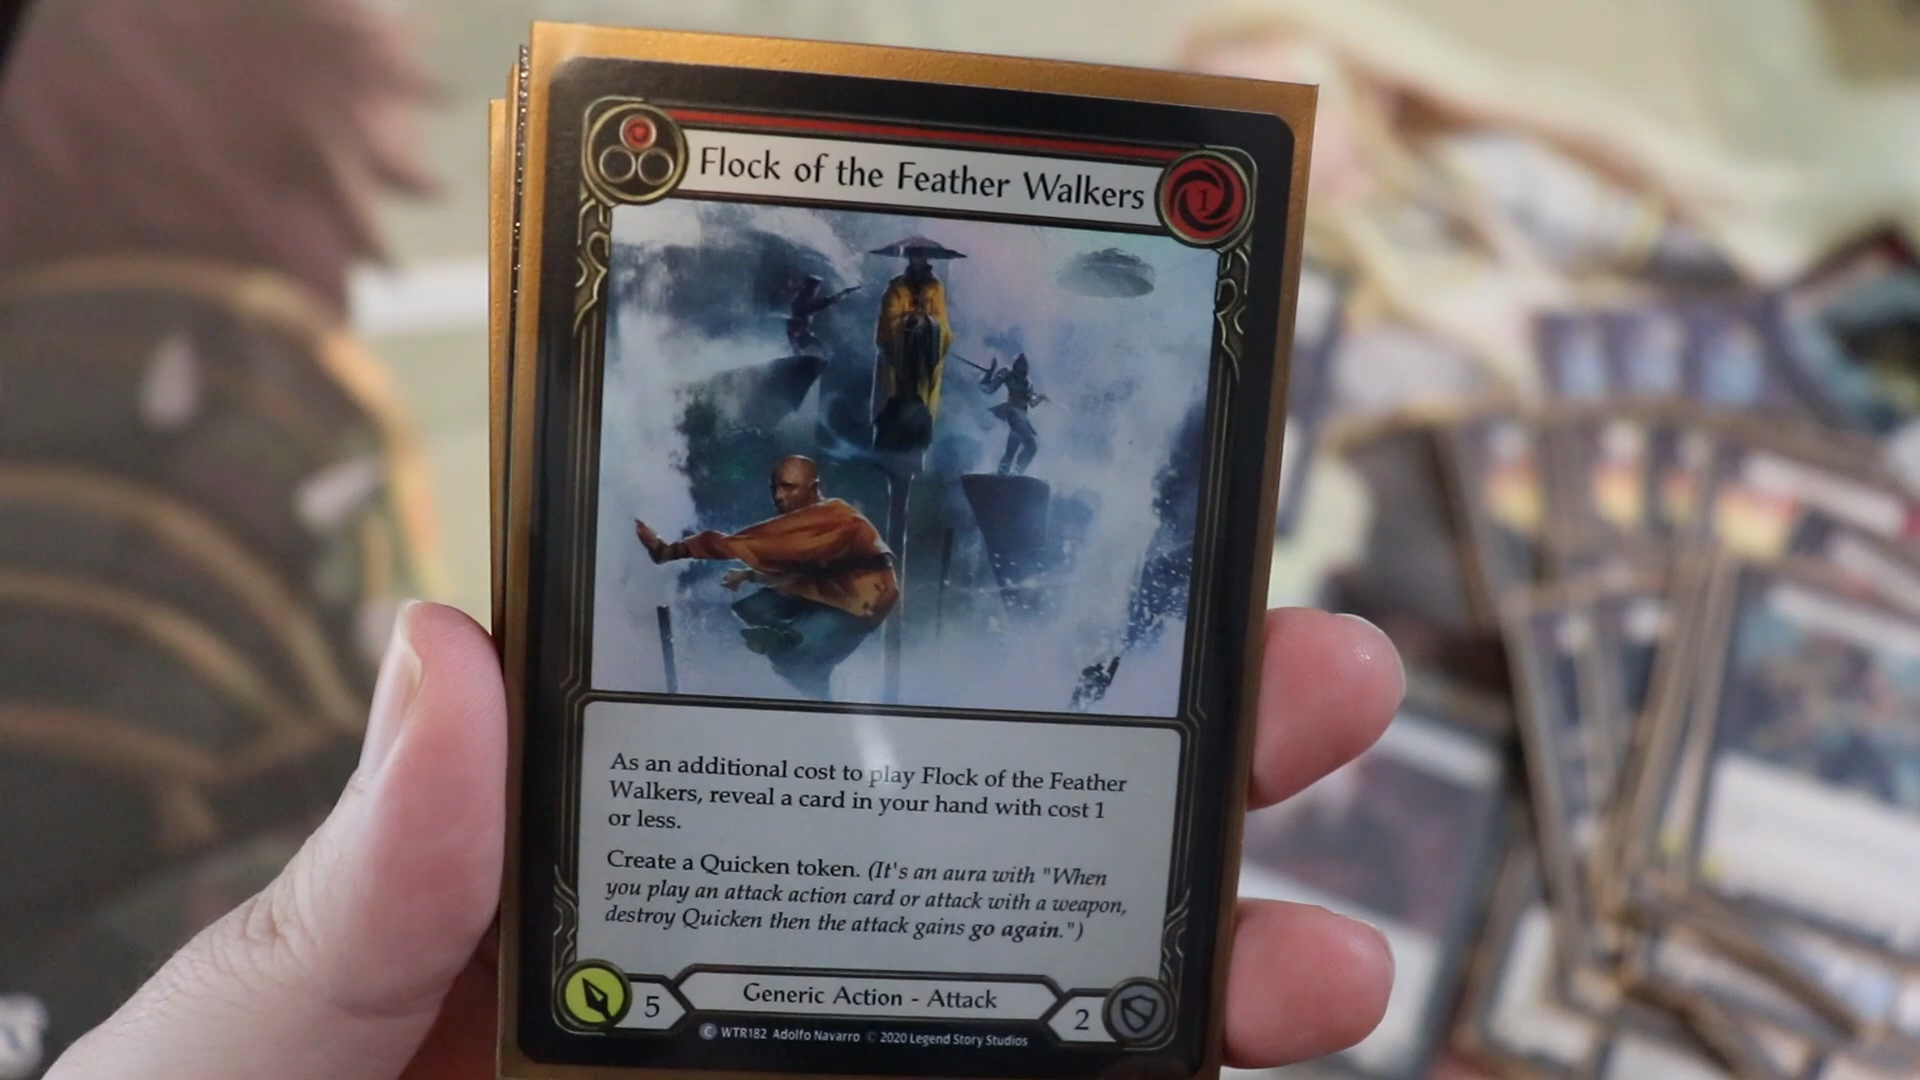 Flock of the Feather Walkers
1
As an additional cost to play Flock of the Feather
Walkers, reveal a card in your hand with cost 1
or less.
Create a Quicken token. (It's an aura with "When
you play an attack action card or attack with a weapon,
destroy Quicken then the attack gains go again.")
5
Generic Action - Attack
2
C WTR182 Adolfo Navarro © 2020 Legend Story Studios